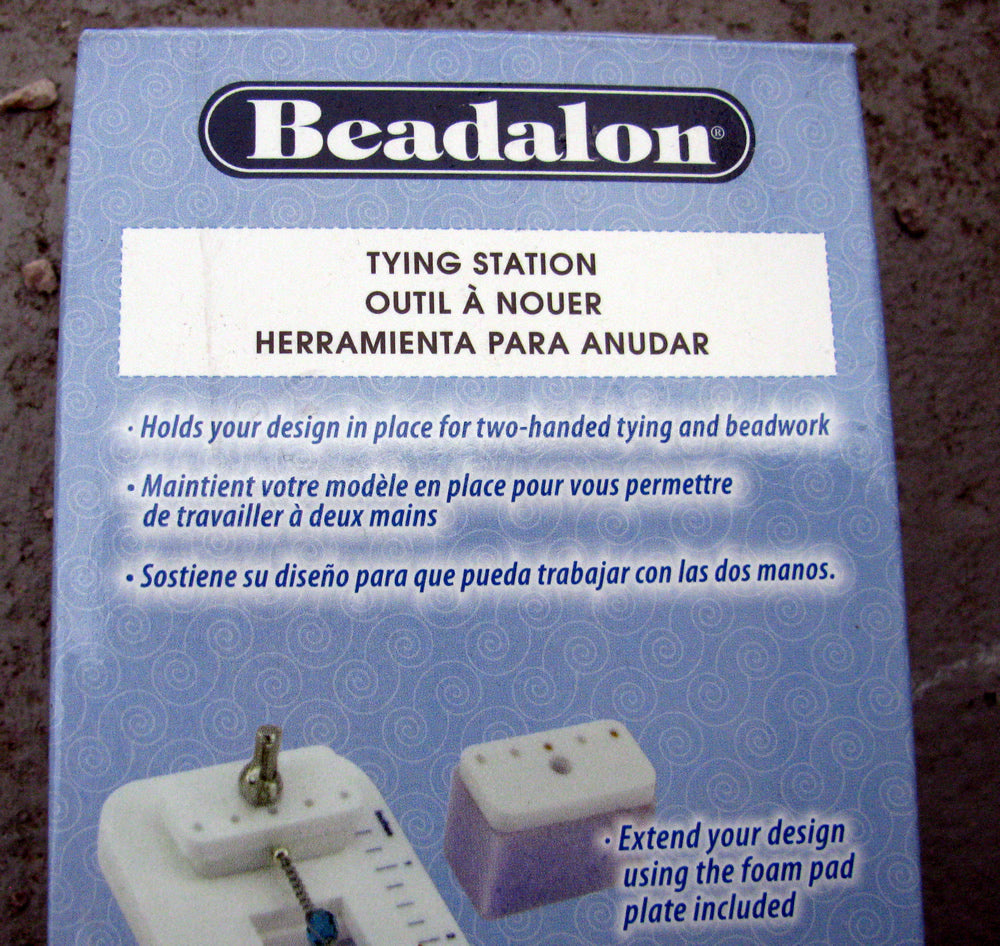 Beadalon®
TYING STATION
OUTIL À NOUER
HERRAMIENTA PARA ANUDAR
· Holds your design in place for two-handed tying and beadwork
· Maintient votre modèle en place pour vous permettre
de travailler à deux mains
· Sostiene su diseño para que pueda trabajar con las dos manos.
· Extend your design
using the foam pad
plate included